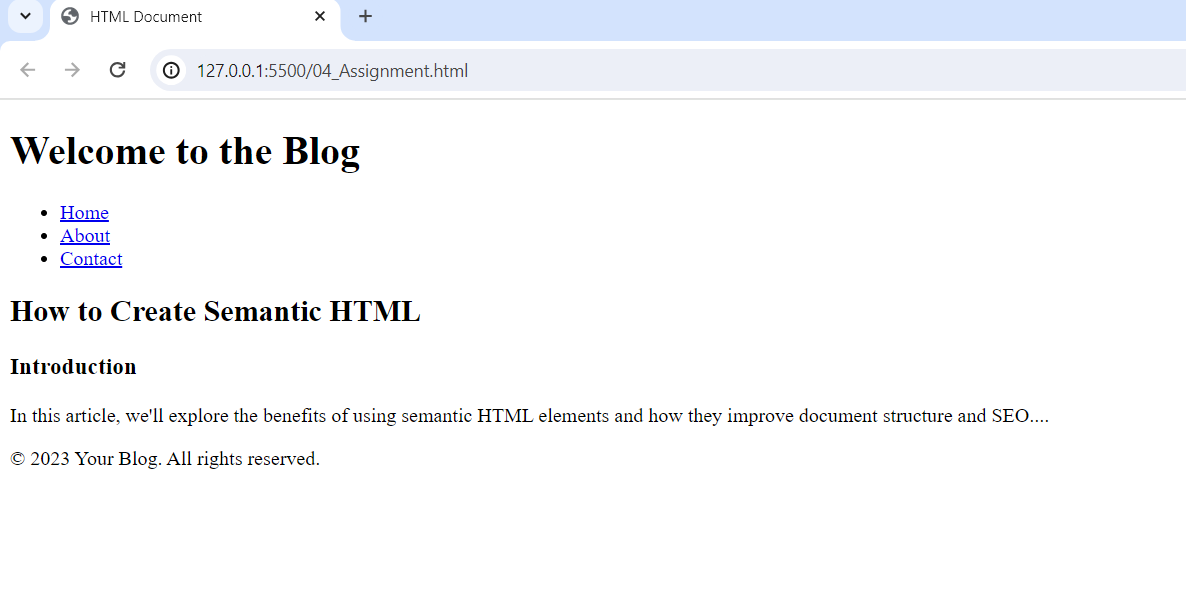 HTML Document
127.0.0.1:5500/04_Assignment.html
Welcome to the Blog
Home
About
Contact
How to Create Semantic HTML
Introduction
In this article, we'll explore the benefits of using semantic HTML elements and how they improve document structure and SEO....
© 2023 Your Blog. All rights reserved.